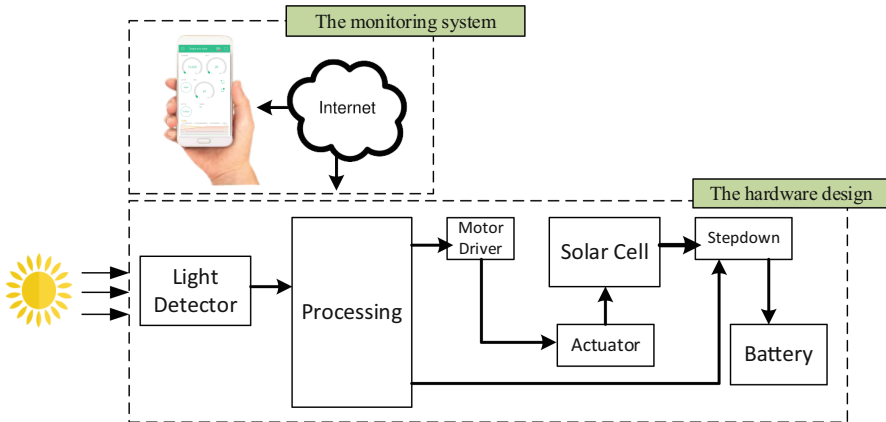 The monitoring system
Internet
The hardware design
Light
Detector
Processing
Motor
Driver
Solar Cell
Stepdown
Actuator
Battery